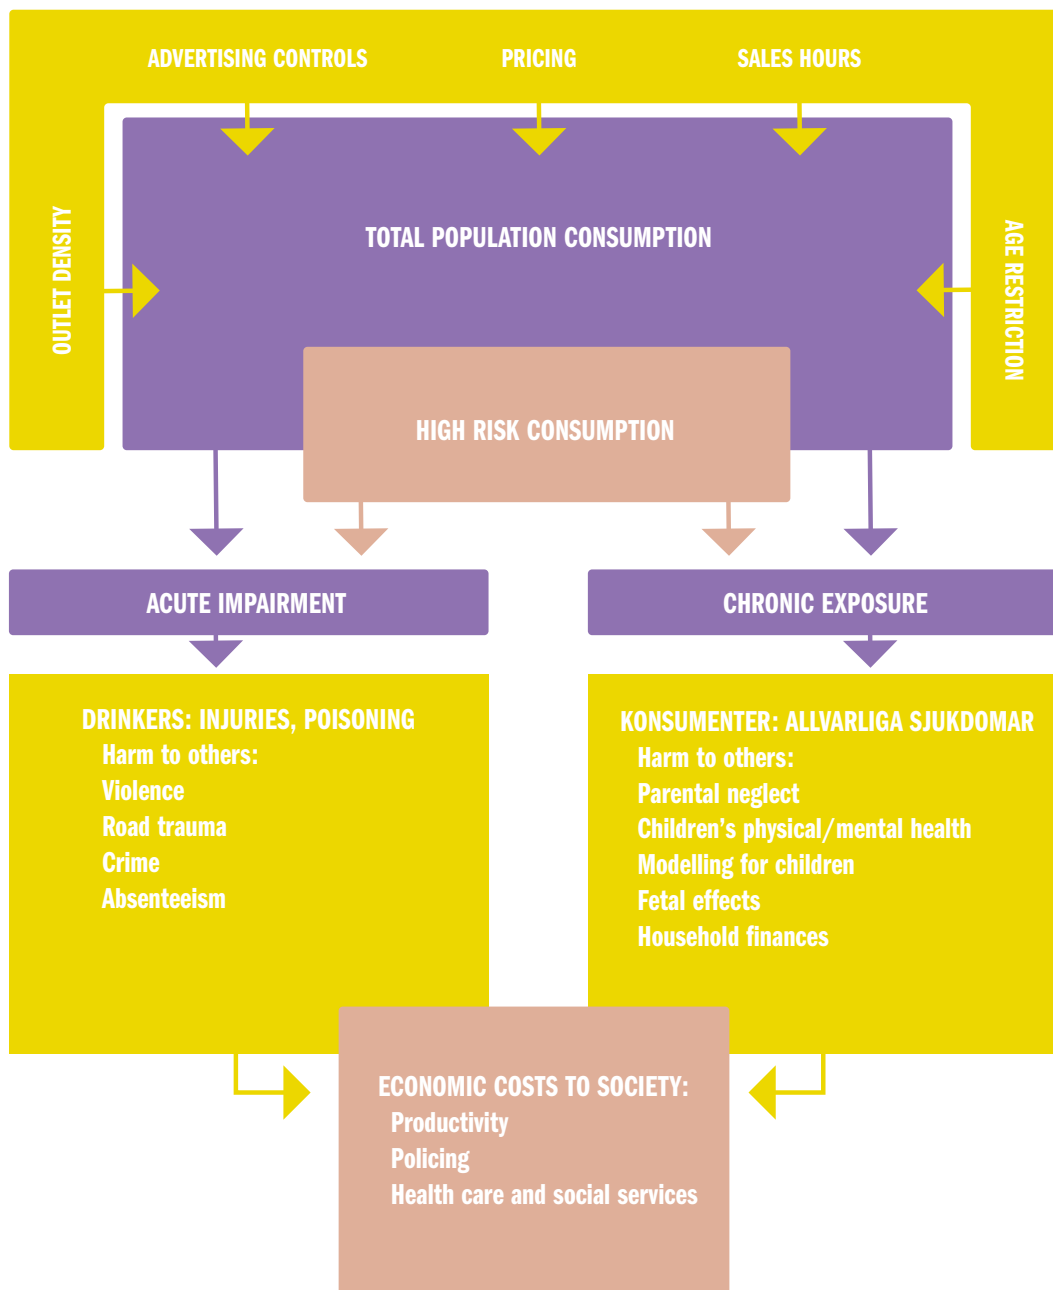 ADVERTISING CONTROLS
PRICING
SALES HOURS
OUTLET DENSITY
TOTAL POPULATION CONSUMPTION
AGE RESTRICTION
HIGH RISK CONSUMPTION
ACUTE IMPAIRMENT
CHRONIC EXPOSURE
DRINKERS: INJURIES, POISONING
Harm to others:
Violence
Road trauma
Crime
Absenteeism
KONSUMENTER: ALLVARLIGA SJUKDOMAR
Harm to others:
Parental neglect
Children’s physical/mental health
Modelling for children
Fetal effects
Household finances
ECONOMIC COSTS TO SOCIETY:
Productivity
Policing
Health care and social services